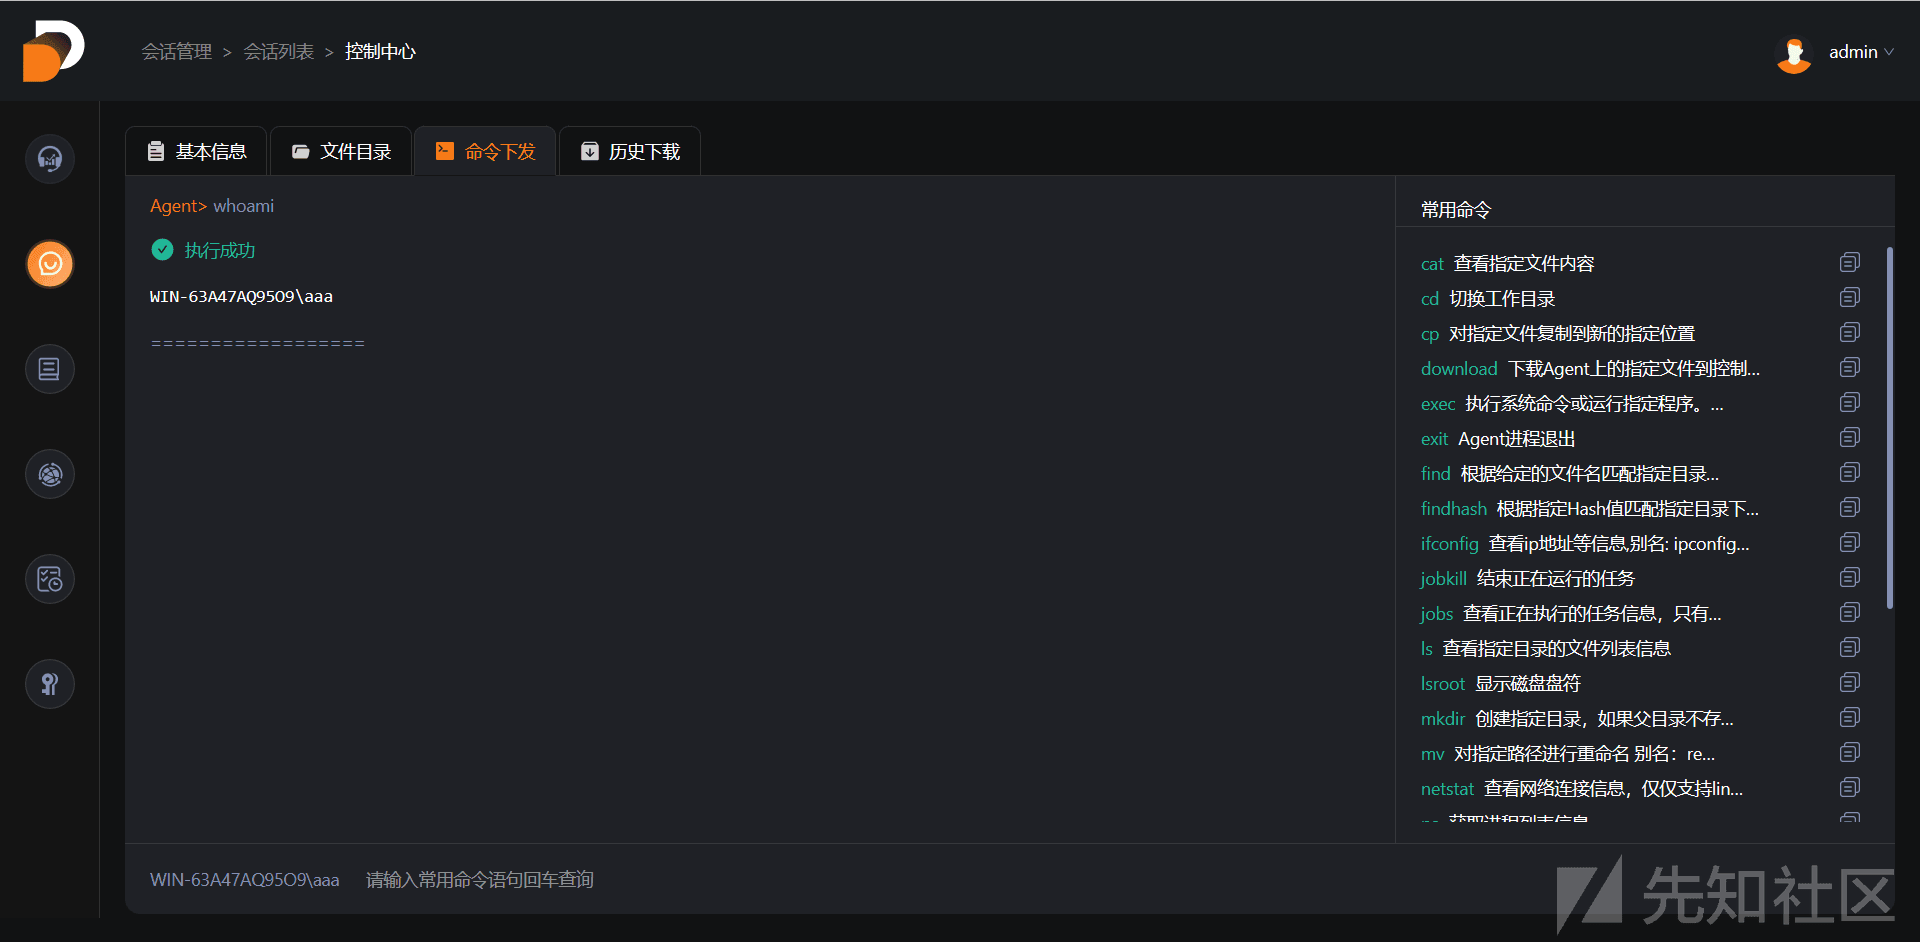 会话管理 > 会话列表 > 控制中心
admin
基本信息
文件目录
命令下发
历史下载
Agent> whoami
执行成功
WIN-63A47AQ95O9\aaa
==================
常用命令
cat 查看指定文件内容
cd 切换工作目录
cp 对指定文件复制到新的指定位置
download 下载Agent上的指定文件到控制...
exec 执行系统命令或运行指定程序。...
exit Agent进程退出
find 根据给定的文件名匹配指定目录...
findhash 根据指定Hash值匹配指定目录下...
ifconfig 查看ip地址等信息,别名: ipconfig...
jobkill 结束正在运行的任务
jobs 查看正在执行的任务信息，只有...
ls 查看指定目录的文件列表信息
lsroot 显示磁盘盘符
mkdir 创建指定目录，如果父目录不存...
mv 对指定路径进行重命名 别名：re...
netstat 查看网络连接信息，仅仅支持lin...
获取进程列表信息
WIN-63A47AQ95O9\aaa 请输入常用命令语句回车查询
先知社区